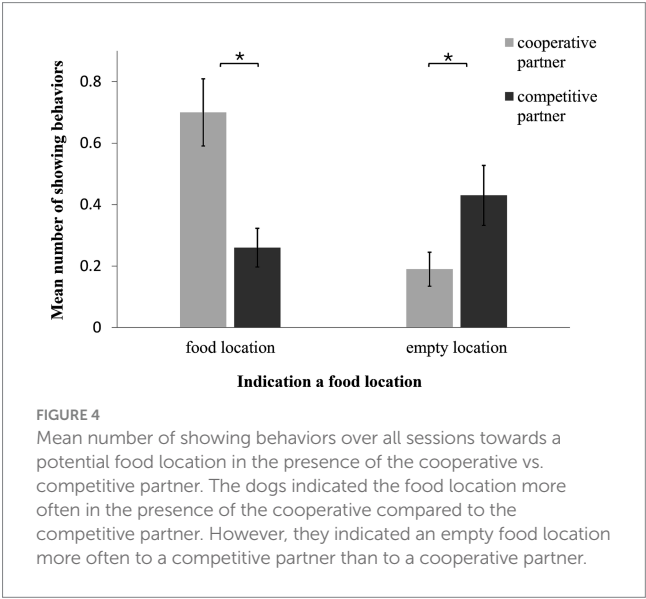 cooperative
partner
competitive
partner
*
*
Mean number of showing behaviors
0.8
0.6
0.4
0.2
0
food location
empty location
Indication a food location
FIGURE 4
Mean number of showing behaviors over all sessions towards a
potential food location in the presence of the cooperative vs.
competitive partner. The dogs indicated the food location more
often in the presence of the cooperative compared to the
competitive partner. However, they indicated an empty food location
more often to a competitive partner than to a cooperative partner.